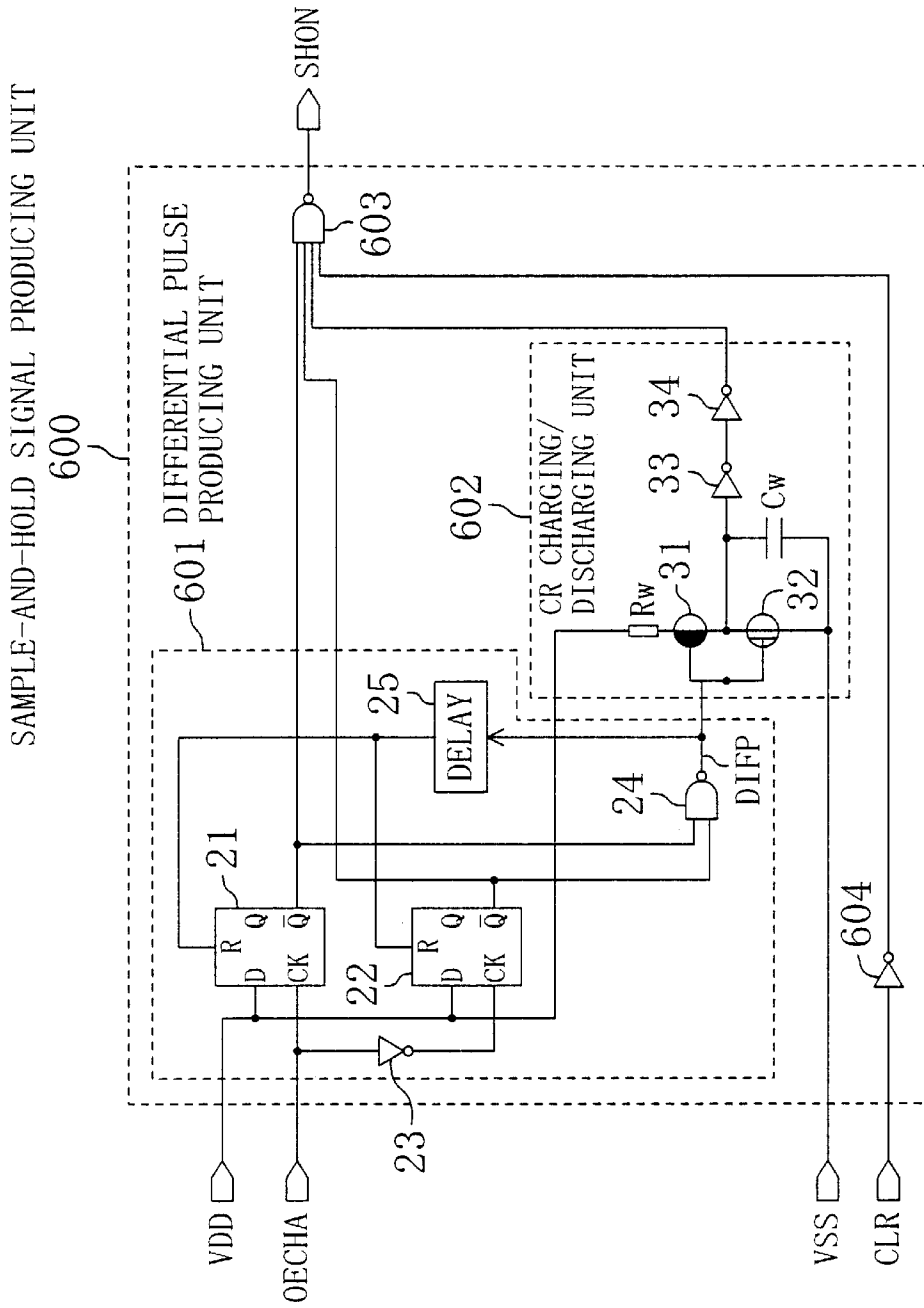 SAMPLE-AND-HOLD SIGNAL PRODUCING UNIT
600
601
DIFFERENTIAL PULSE
PRODUCING UNIT
VDD
OECHA
VSS
CLR
SHON
21
R
D
Q
CK
Q̅
22
R
D
Q
CK
Q̅
23
24
25
DELAY
DIFP
602
CR CHARGING/
DISCHARGING UNIT
Rw
31
32
33
34
Cw
603
604